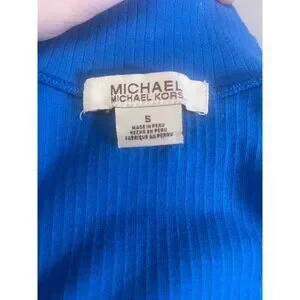 MICHAEL
MICHAEL KORS
S
MADE IN PERU
HECHO EN PERU
FABRIQUE AU PEROU